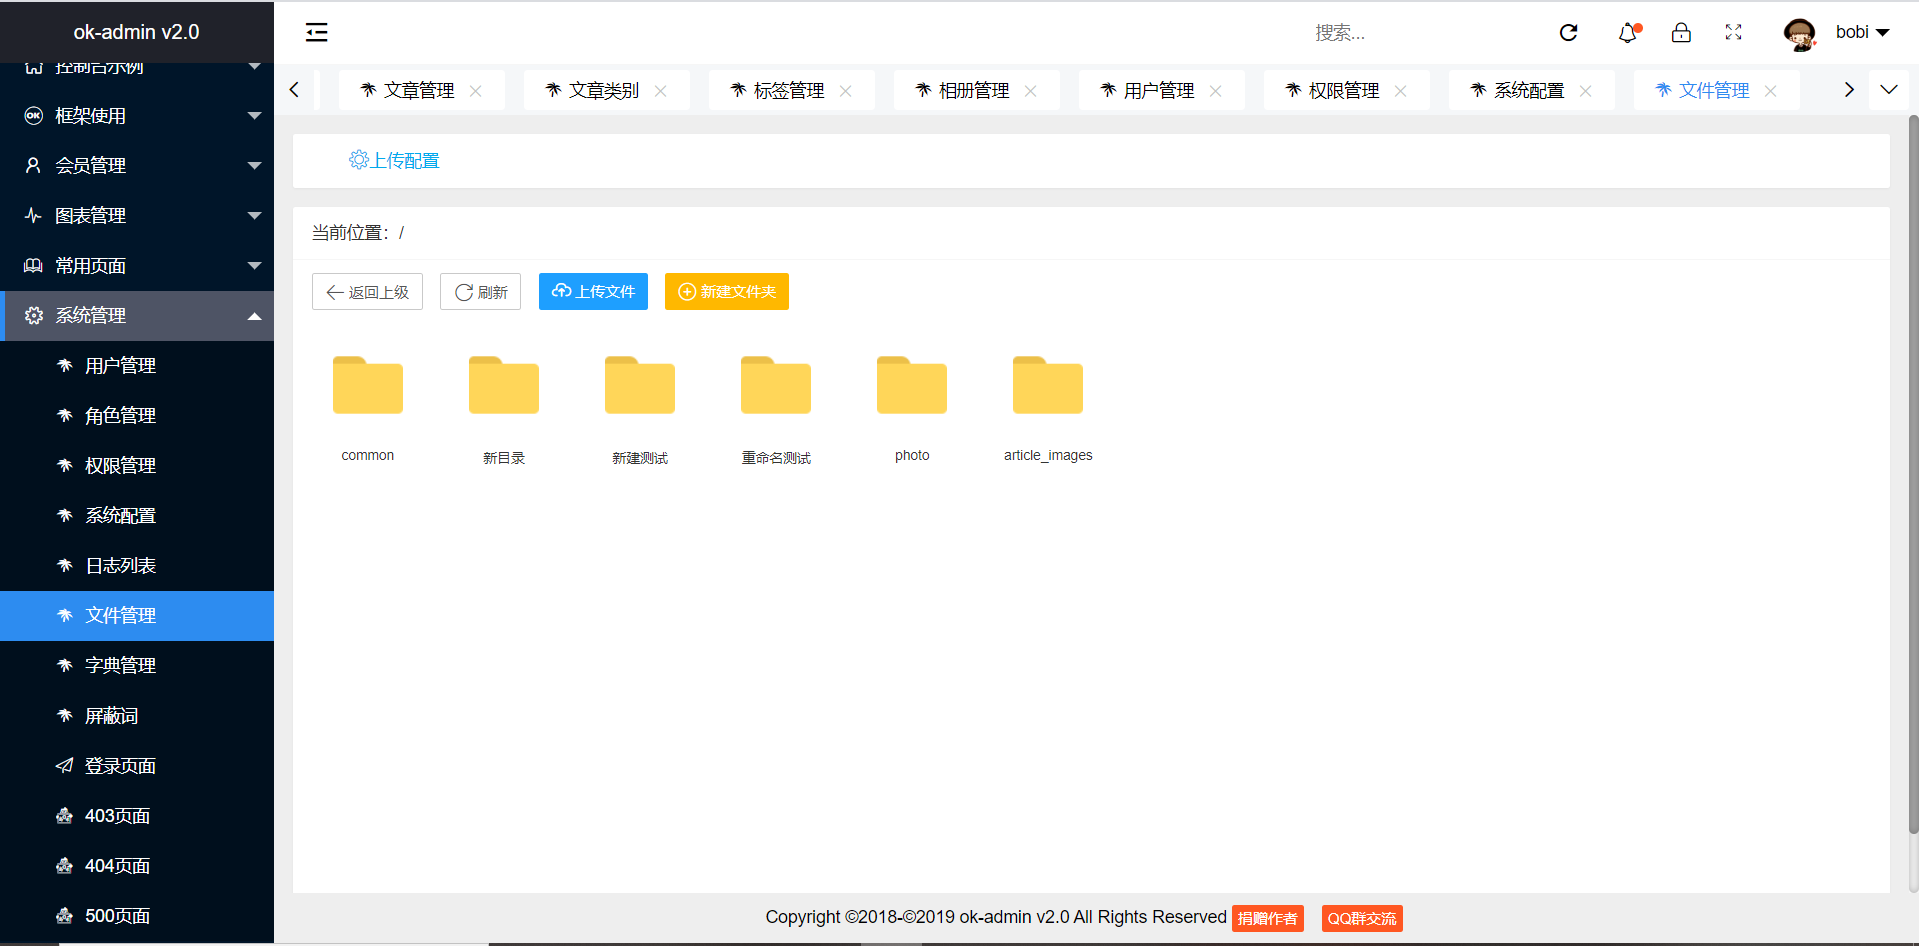 ok-admin v2.0
搜索...
bobi
控制台示例
框架使用
会员管理
图表管理
常用页面
系统管理
用户管理
角色管理
权限管理
系统配置
日志列表
文件管理
字典管理
屏蔽词
登录页面
403页面
404页面
500页面
文章管理
文章类别
标签管理
相册管理
用户管理
权限管理
系统配置
文件管理
上传配置
当前位置：/
返回上级
刷新
上传文件
新建文件夹
common
新目录
新建测试
重命名测试
photo
article_images
Copyright ©2018-©2019 ok-admin v2.0 All Rights Reserved 捐赠作者 QQ群交流